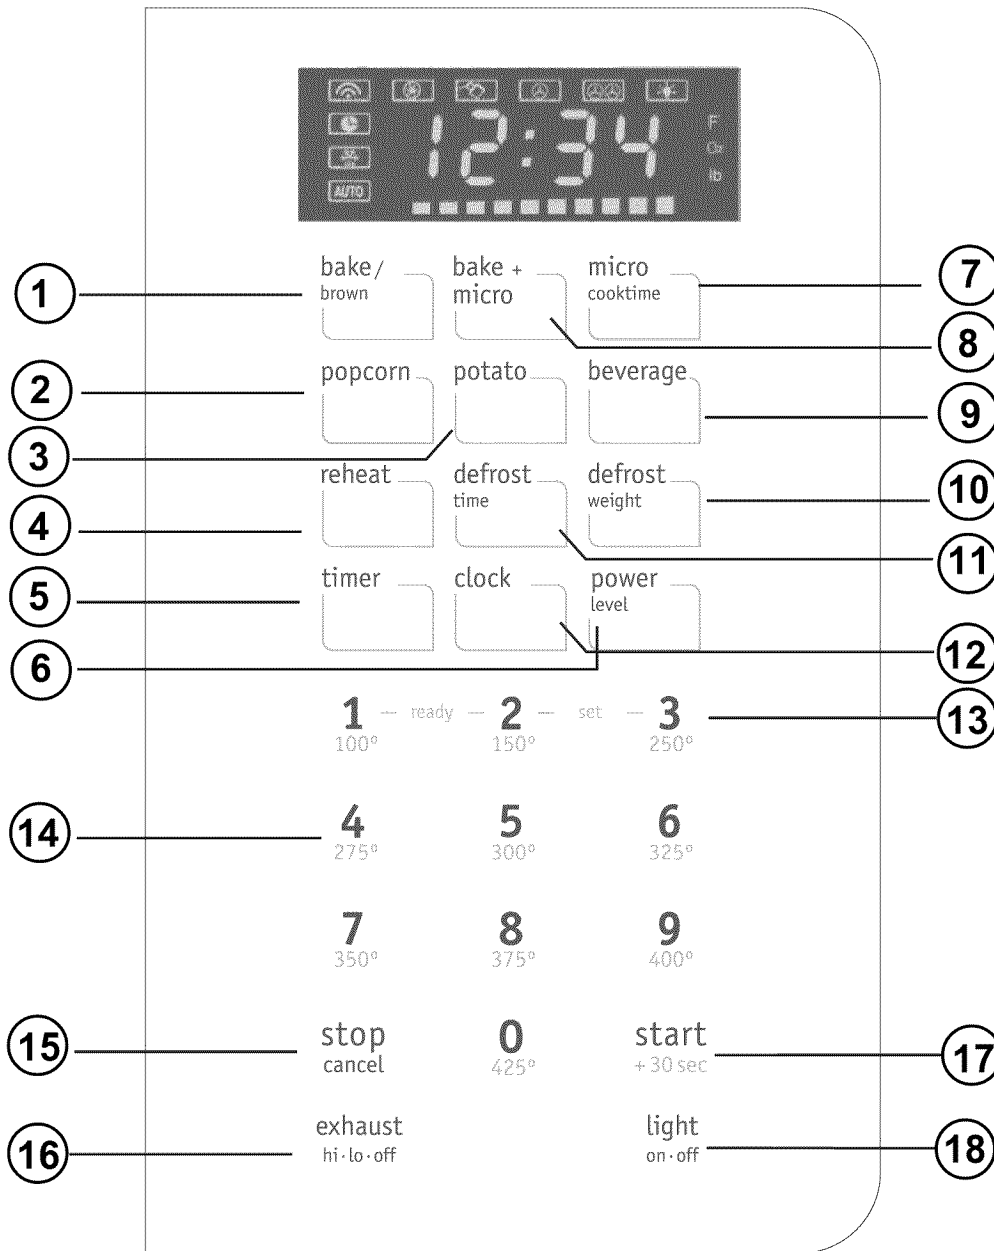 12:34
F
Oz
lb
AUTO
bake/
brown
bake +
micro
micro
cooktime
1
7
8
popcorn
potato
beverage
2
9
3
reheat
defrost
time
defrost
weight
10
4
11
timer
clock
power
level
5
12
6
1 – ready – 2 – set – 3
100° 150° 250°
13
4 5 6
275° 300° 325°
14
7 8 9
350° 375° 400°
stop
cancel
0
425°
start
+30 sec
15
17
exhaust
hi·lo·off
light
on·off
16
18